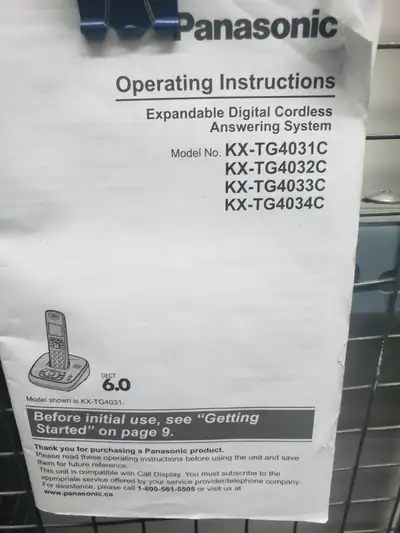 Panasonic
Operating Instructions
Expandable Digital Cordless
Answering System
Model No. KX-TG4031C
KX-TG4032C
KX-TG4033C
KX-TG4034C
DECT
6.0
Model shown is KX-TG4031.
Before initial use, see “Getting
Started” on page 9.
Thank you for purchasing a Panasonic product.
Please read these operating instructions before using the unit and save
them for future reference.
This unit is compatible with Call Display. You must subscribe to the
appropriate service offered by your service provider/telephone company.
For assistance, please call 1-800-561-5505 or visit us at
www.panasonic.ca